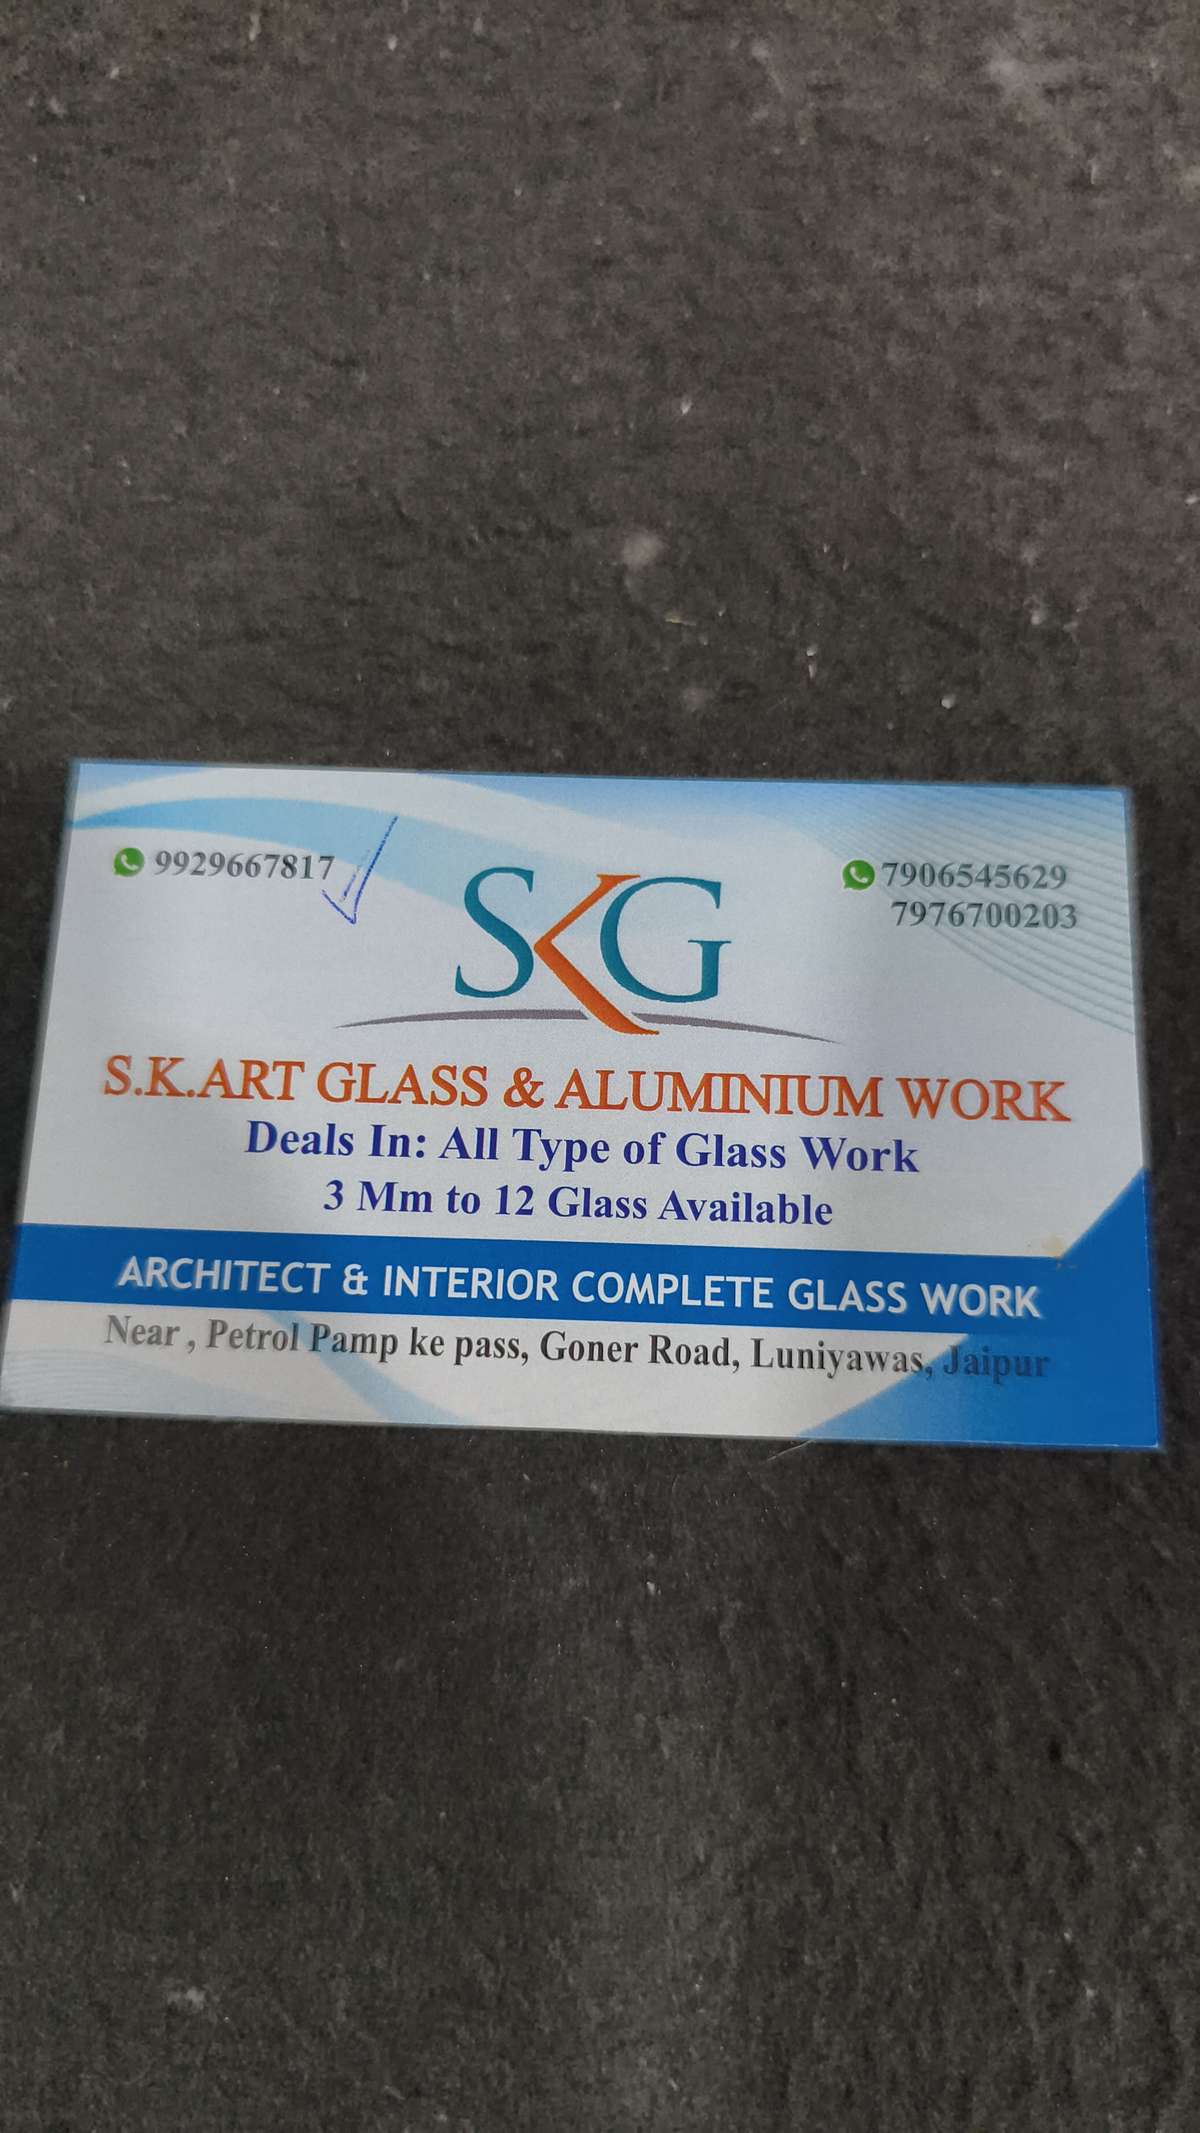 9929667817
7906545629
7976700203
SKG
S.K.ART GLASS & ALUMINIUM WORK
Deals In: All Type of Glass Work
3 Mm to 12 Glass Available
ARCHITECT & INTERIOR COMPLETE GLASS WORK
Near , Petrol Pamp ke pass, Goner Road, Luniyawas, Jaipur